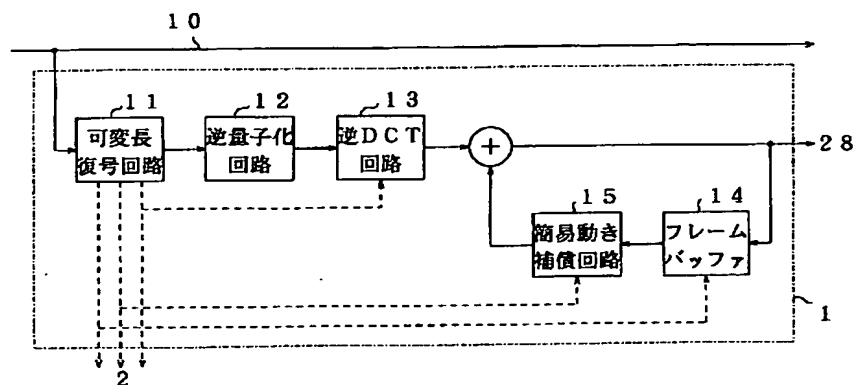 10
11
可変長
復号回路
12
逆量子化
回路
13
逆DCT
回路
+
28
15
簡易動き
補償回路
14
フレーム
バッファ
1
2